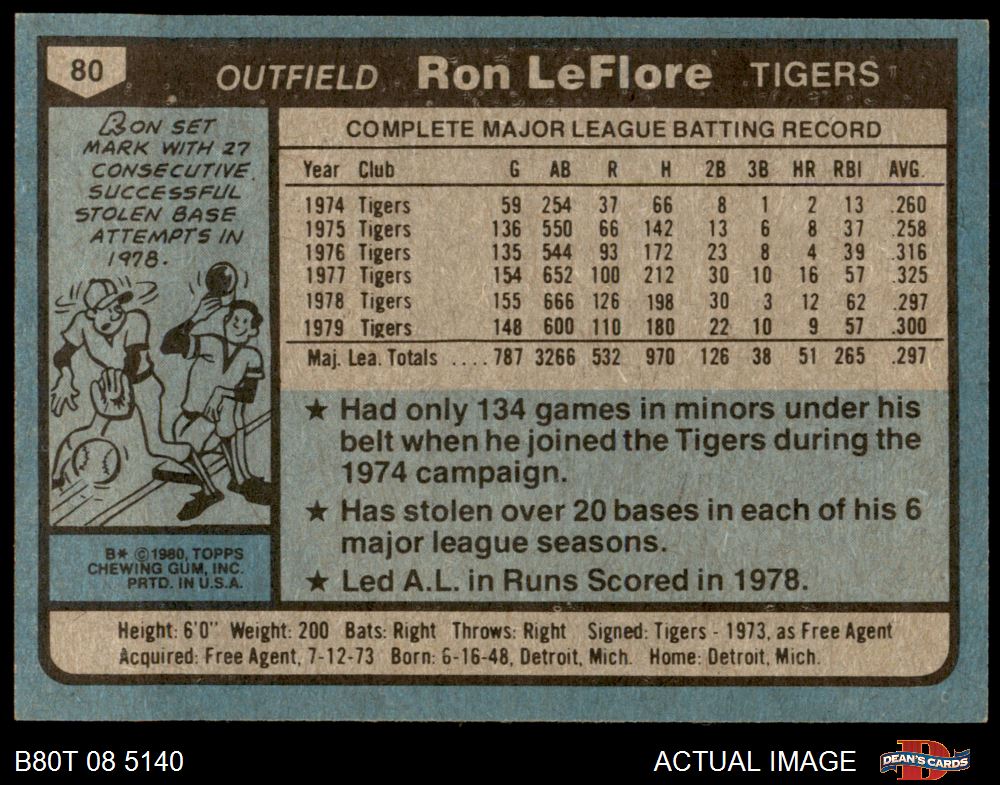 80 OUTFIELD Ron LeFlore TIGERS
RON SET
MARK WITH 27
CONSECUTIVE
SUCCESSFUL
STOLEN BASE
ATTEMPTS IN
1978.
COMPLETE MAJOR LEAGUE BATTING RECORD
Year Club G AB R H 2B 3B HR RBI AVG.
1974 Tigers 59 254 37 66 8 1 2 13 .260
1975 Tigers 136 550 66 142 13 6 8 37 .258
1976 Tigers 135 544 93 172 23 8 4 39 .316
1977 Tigers 154 652 100 212 30 10 16 57 .325
1978 Tigers 155 666 126 198 30 3 12 62 .297
1979 Tigers 148 600 110 180 22 10 9 57 .300
Maj. Lea. Totals ....787 3266 532 970 126 38 51 265 .297
★ Had only 134 games in minors under his
belt when he joined the Tigers during the
1974 campaign.
★ Has stolen over 20 bases in each of his 6
major league seasons.
★ Led A.L. in Runs Scored in 1978.
B* ©1980, TOPPS
CHEWING GUM, INC.
PRTD. IN U.S.A.
Height: 6'0" Weight: 200 Bats: Right Throws: Right Signed: Tigers - 1973, as Free Agent
Acquired: Free Agent, 7-12-73 Born: 6-16-48, Detroit, Mich. Home: Detroit, Mich.
B80T 08 5140 ACTUAL IMAGE D DEAN'S CARDS